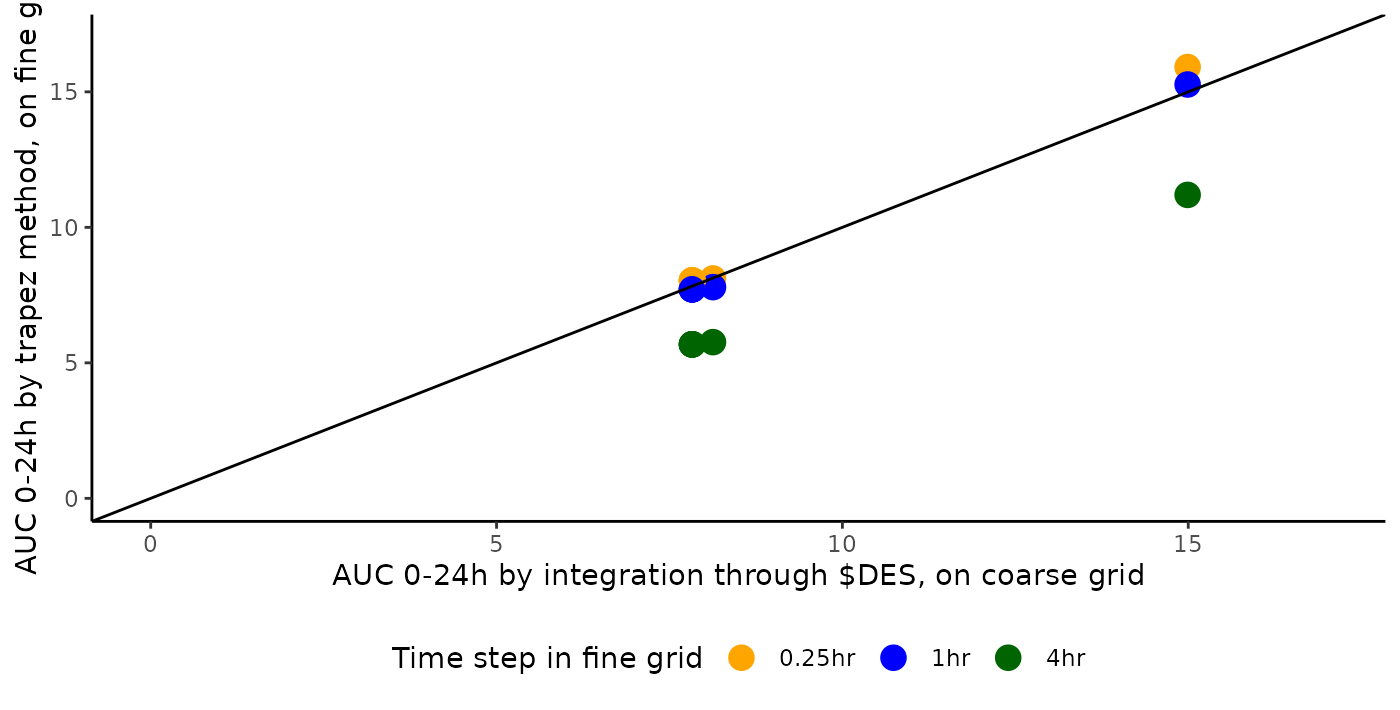 AUC 0-24h by trapez method, on fine g
15
10
5
0
0 5 10 15
AUC 0-24h by integration through $DES, on coarse grid
Time step in fine grid 0.25hr 1hr 4hr